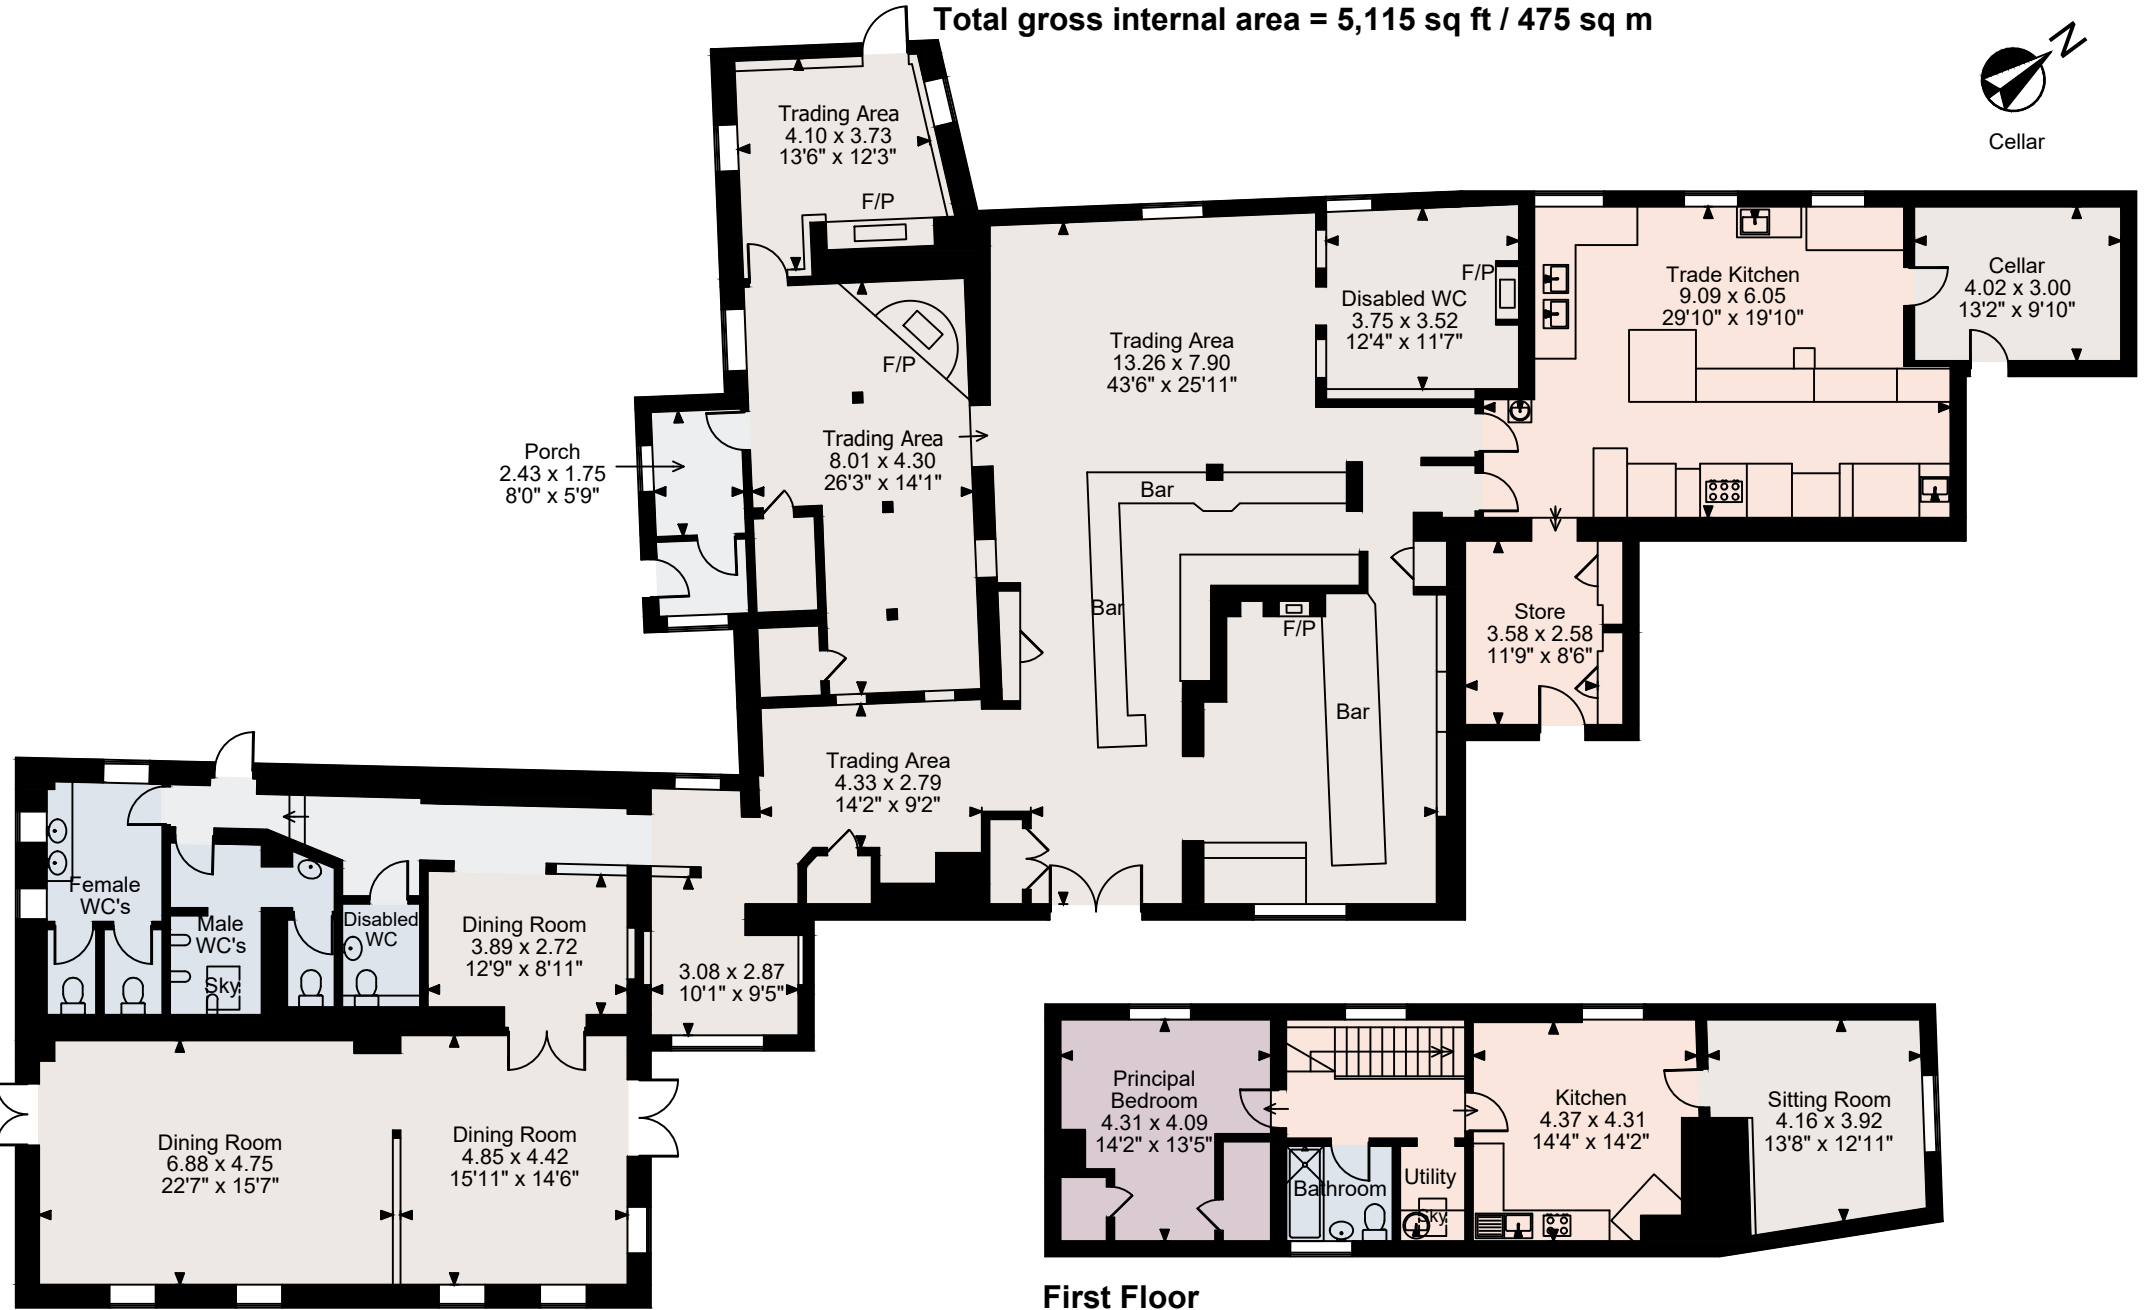 Total gross internal area = 5,115 sq ft / 475 sq m
N
Cellar
Trading Area
4.10 x 3.73
13'6" x 12'3"
F/P
Trading Area
8.01 x 4.30
26'3" x 14'1"
F/P
Porch
2.43 x 1.75
8'0" x 5'9"
Trading Area
13.26 x 7.90
43'6" x 25'11"
Disabled WC
3.75 x 3.52
12'4" x 11'7"
F/P
Trade Kitchen
9.09 x 6.05
29'10" x 19'10"
Cellar
4.02 x 3.00
13'2" x 9'10"
Bar
Bar
F/P
Bar
Store
3.58 x 2.58
11'9" x 8'6"
Trading Area
4.33 x 2.79
14'2" x 9'2"
Female
WC's
Male
WC's
Sky
Disabled
WC
Dining Room
3.89 x 2.72
12'9" x 8'11"
3.08 x 2.87
10'1" x 9'5"
Dining Room
6.88 x 4.75
22'7" x 15'7"
Dining Room
4.85 x 4.42
15'11" x 14'6"
Principal
Bedroom
4.31 x 4.09
14'2" x 13'5"
Bathroom
Utility
Sky
Kitchen
4.37 x 4.31
14'4" x 14'2"
Sitting Room
4.16 x 3.92
13'8" x 12'11"
First Floor